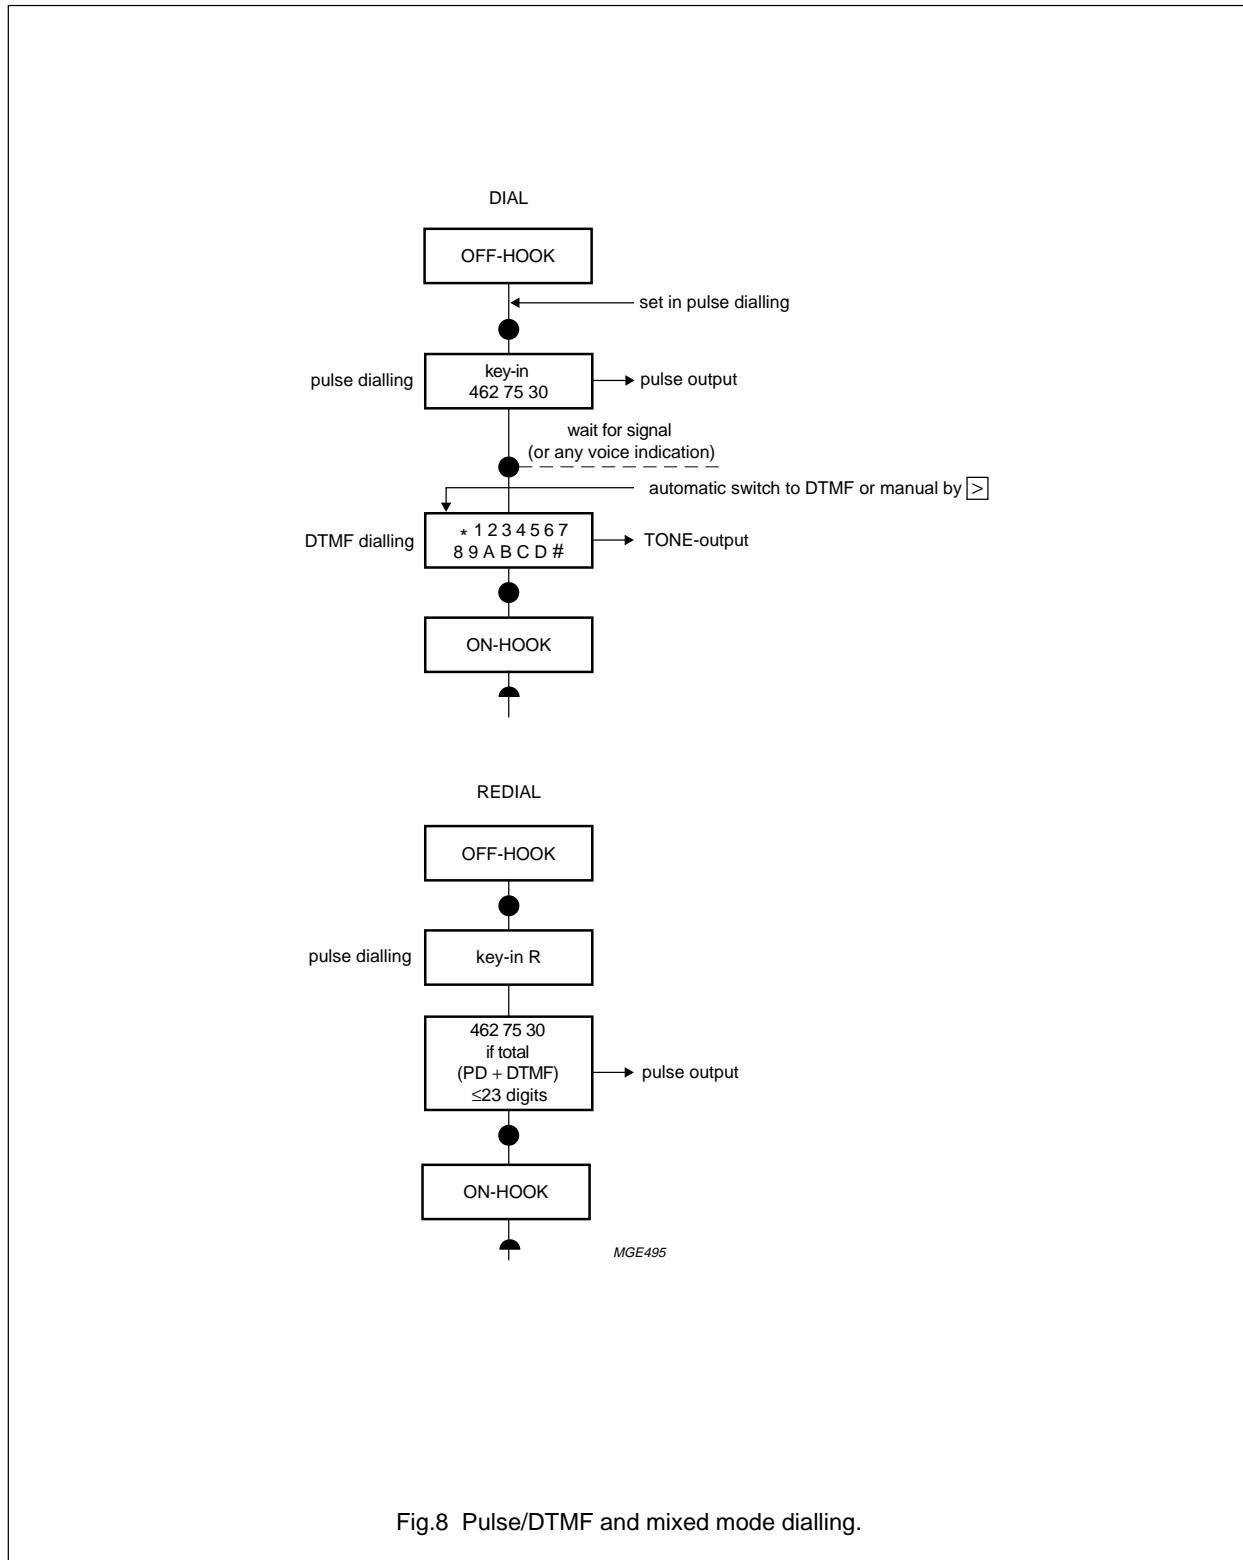 DIAL
OFF-HOOK
set in pulse dialling
pulse dialling
key-in
462 75 30
pulse output
wait for signal
(or any voice indication)
automatic switch to DTMF or manual by >
DTMF dialling
* 1 2 3 4 5 6 7
8 9 A B C D #
TONE-output
ON-HOOK
REDIAL
OFF-HOOK
pulse dialling
key-in R
462 75 30
if total
(PD + DTMF)
≤23 digits
pulse output
ON-HOOK
MGE495
Fig.8 Pulse/DTMF and mixed mode dialling.